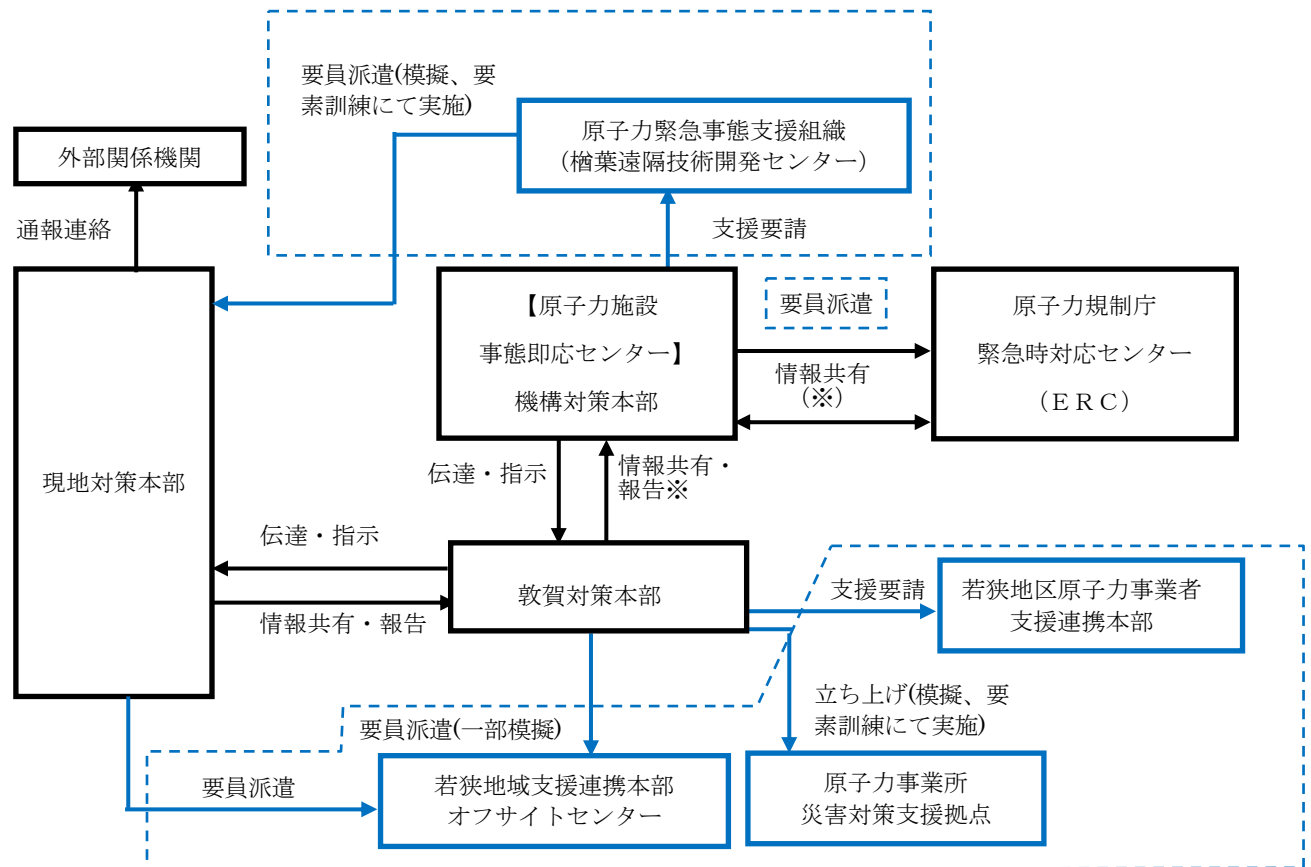 要員派遣(模擬、要
素訓練にて実施)
原子力緊急事態支援組織
(楢葉遠隔技術開発センター)
外部関係機関
通報連絡
支援要請
【原子力施設
事態即応センター】
機構対策本部
要員派遣
情報共有
(※)
原子力規制庁
緊急時対応センター
(ERC)
現地対策本部
伝達・指示
情報共有・
報告※
伝達・指示
情報共有・報告
敦賀対策本部
支援要請
若狭地区原子力事業者
支援連携本部
立ち上げ(模擬、要
素訓練にて実施)
要員派遣(一部模擬)
要員派遣
若狭地域支援連携本部
オフサイトセンター
原子力事業所
災害対策支援拠点